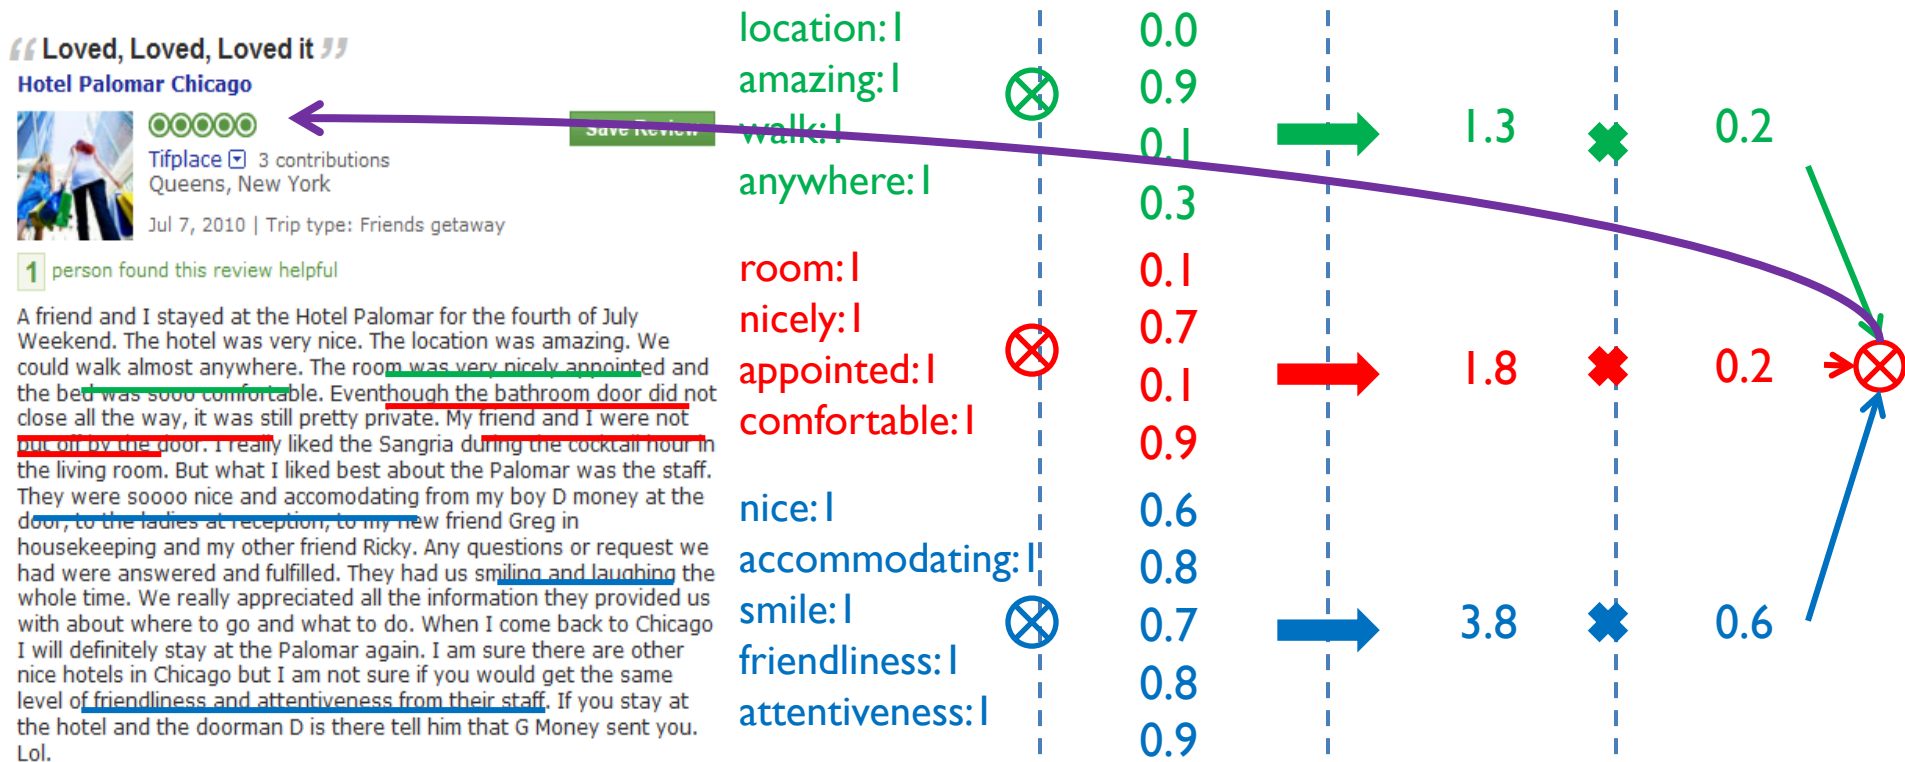 “ Loved, Loved, Loved it ”
Hotel Palomar Chicago
Save Review
Tifplace 3 contributions
Queens, New York
Jul 7, 2010 | Trip type: Friends getaway
1 person found this review helpful
A friend and I stayed at the Hotel Palomar for the fourth of July
Weekend. The hotel was very nice. The location was amazing. We
could walk almost anywhere. The room was very nicely appointed and
the bed was sooo comfortable. Eventhough the bathroom door did not
close all the way, it was still pretty private. My friend and I were not
put off by the door. I really liked the Sangria during the cocktail hour in
the living room. But what I liked best about the Palomar was the staff.
They were soooo nice and accomodating from my boy D money at the
door, to the ladies at reception, to my new friend Greg in
housekeeping and my other friend Ricky. Any questions or request we
had were answered and fulfilled. They had us smiling and laughing the
whole time. We really appreciated all the information they provided us
with about where to go and what to do. When I come back to Chicago
I will definitely stay at the Palomar again. I am sure there are other
nice hotels in Chicago but I am not sure if you would get the same
level of friendliness and attentiveness from their staff. If you stay at
the hotel and the doorman D is there tell him that G Money sent you.
Lol.
location:1
amazing:1
walk:1
anywhere:1
0.0
0.9
0.1
0.3
1.3
0.2
room:1
nicely:1
appointed:1
comfortable:1
0.1
0.7
0.1
0.9
1.8
0.2
nice:1
accommodating:1
smile:1
friendliness:1
attentiveness:1
0.6
0.8
0.7
0.8
0.9
3.8
0.6